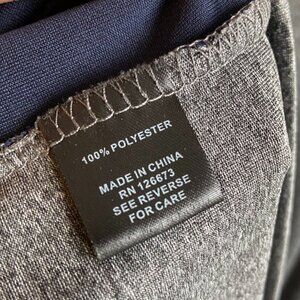 100% POLYESTER
MADE IN CHINA
RN 126673
SEE REVERSE
FOR CARE